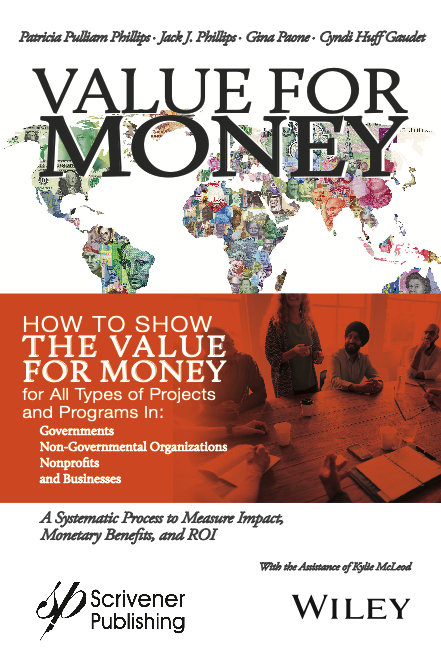 Patricia Pulliam Phillips · Jack J. Phillips · Gina Paone · Cyndi Huff Gaudet
VALUE FOR
MONEY
HOW TO SHOW
THE VALUE
FOR MONEY
for All Types of Projects
and Programs In:
Governments
Non-Governmental Organizations
Nonprofits
and Businesses
A Systematic Process to Measure Impact,
Monetary Benefits, and ROI
With the Assistance of Kylie McLeod
Scrivener
Publishing
WILEY